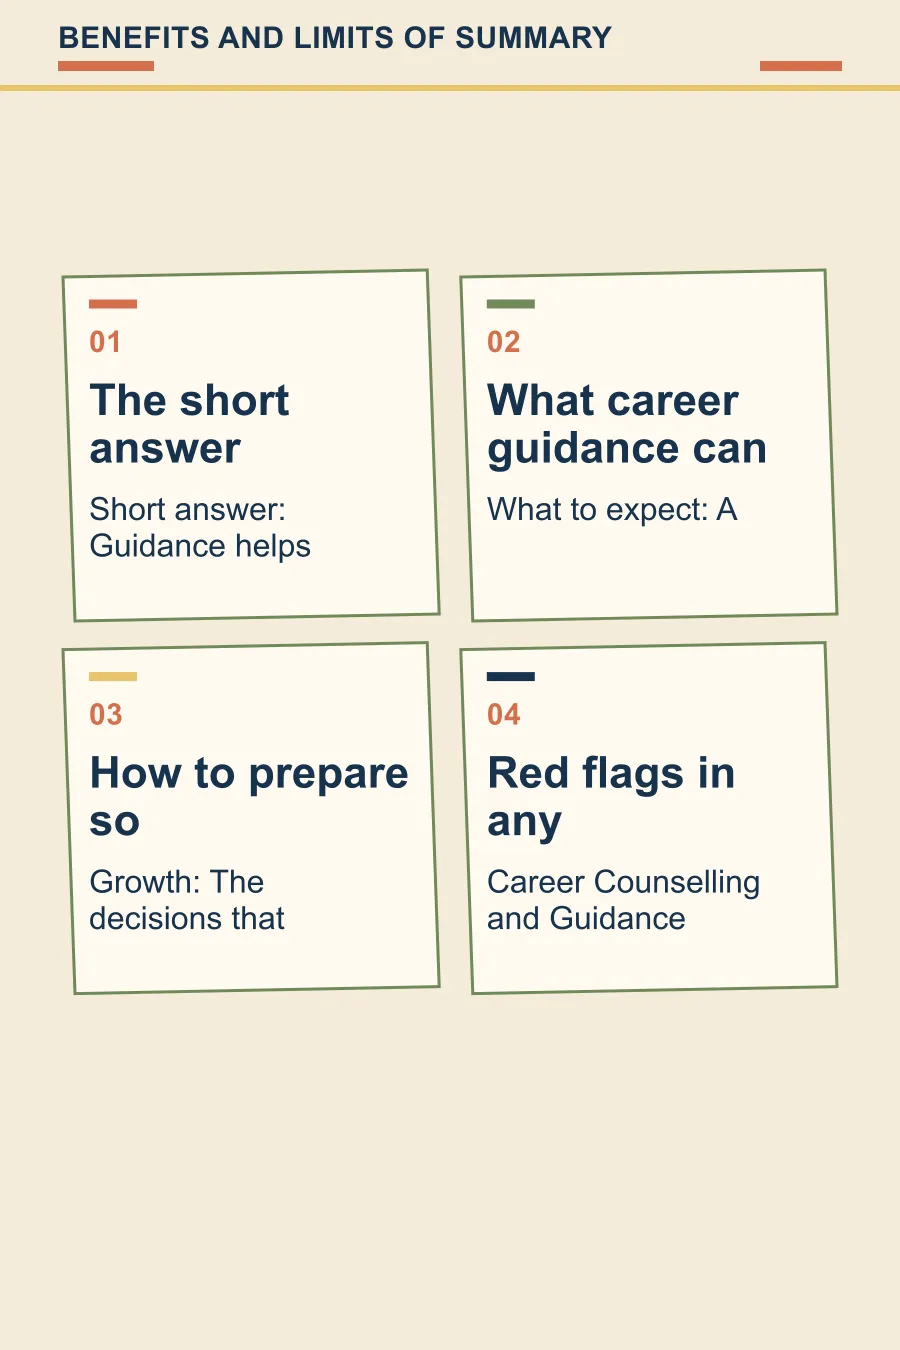 BENEFITS AND LIMITS OF SUMMARY
01
The short
answer
Short answer:
Guidance helps
02
What career
guidance can
What to expect: A
03
How to prepare
so
Growth: The
decisions that
04
Red flags in
any
Career Counselling
and Guidance